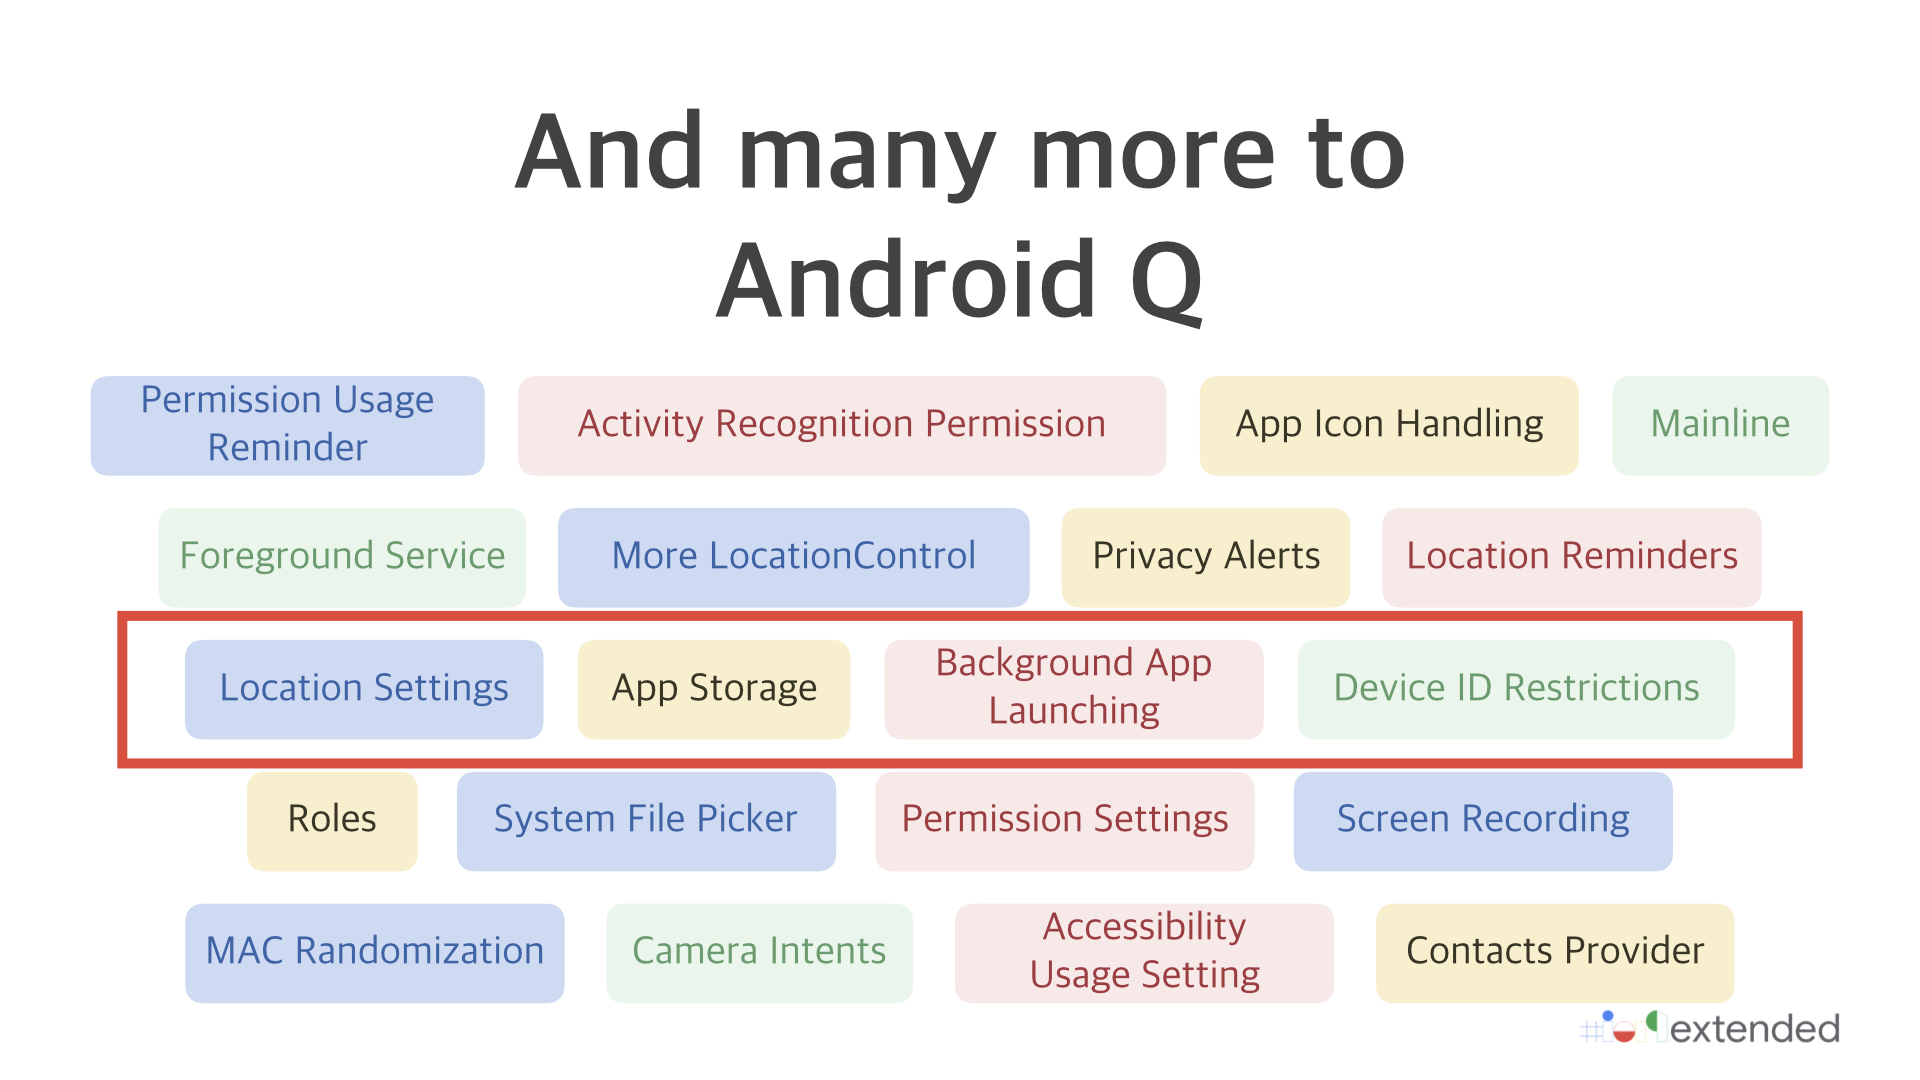 And many more to
Android Q
Permission Usage
Reminder
Activity Recognition Permission
App Icon Handling
Mainline
Foreground Service
More LocationControl
Privacy Alerts
Location Reminders
Location Settings
App Storage
Background App
Launching
Device ID Restrictions
Roles
System File Picker
Permission Settings
Screen Recording
MAC Randomization
Camera Intents
Accessibility
Usage Setting
Contacts Provider
extended